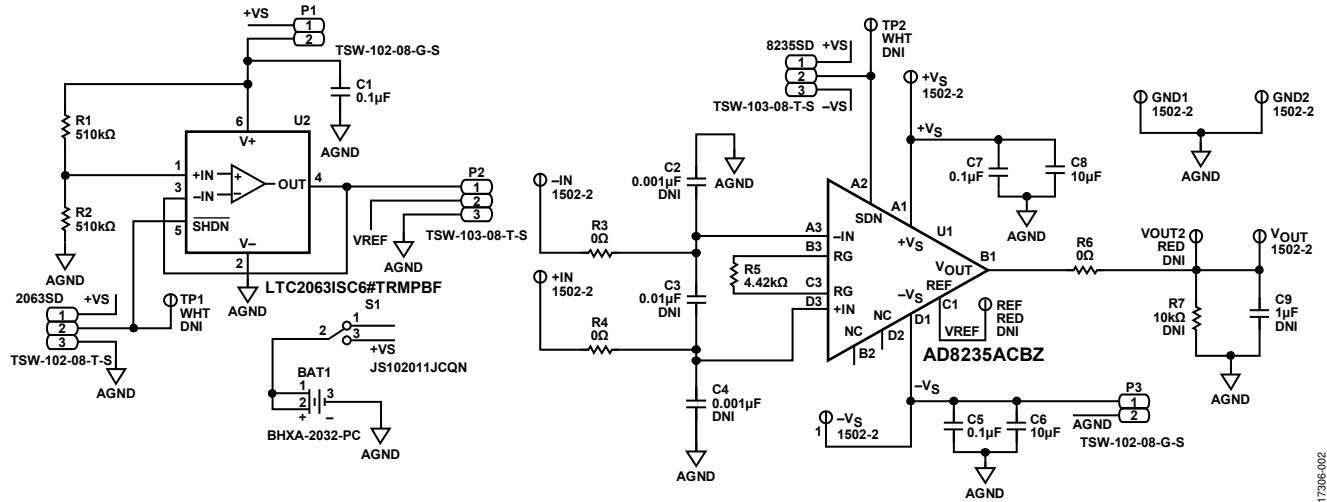 +VS
P1
1
2
TSW-102-08-G-S
C1
0.1µF
AGND
R1
510kΩ
R2
510kΩ
AGND
6
U2
V+
1
+IN
3
–IN
5
SHDN
OUT
4
V–
2
AGND
LTC2063ISC6#TRMPBF
P2
1
2
3
VREF
AGND
TSW-103-08-T-S
2063SD
+VS
1
2
3
TSW-102-08-T-S
AGND
TP1
WHT
DNI
S1
1
2
3
+VS
JS102011JCQN
BAT1
1
2
3
+
–
BHXA-2032-PC
AGND
–IN
1502-2
R3
0Ω
+IN
1502-2
R4
0Ω
C2
0.001µF
DNI
AGND
C3
0.01µF
DNI
C4
0.001µF
DNI
AGND
8235SD
+VS
1
2
3
TSW-103-08-T-S
–VS
TP2
WHT
DNI
+VS
1502-2
+VS
C7
0.1µF
C8
10µF
AGND
A2
SDN
A1
+VS
U1
A3
–IN
B3
RG
R5
4.42kΩ
C3
RG
D3
+IN
VOUT
B1
REF
C1
–VS
D1
NC
D2
NC
B2
VREF
REF
RED
DNI
AD8235ACBZ
R6
0Ω
VOUT2
RED
DNI
VOUT
1502-2
R7
10kΩ
DNI
C9
1µF
DNI
AGND
GND1
1502-2
GND2
1502-2
AGND
–VS
–VS
1502-2
1
C5
0.1µF
C6
10µF
AGND
P3
1
2
AGND
TSW-102-08-G-S
17306-002